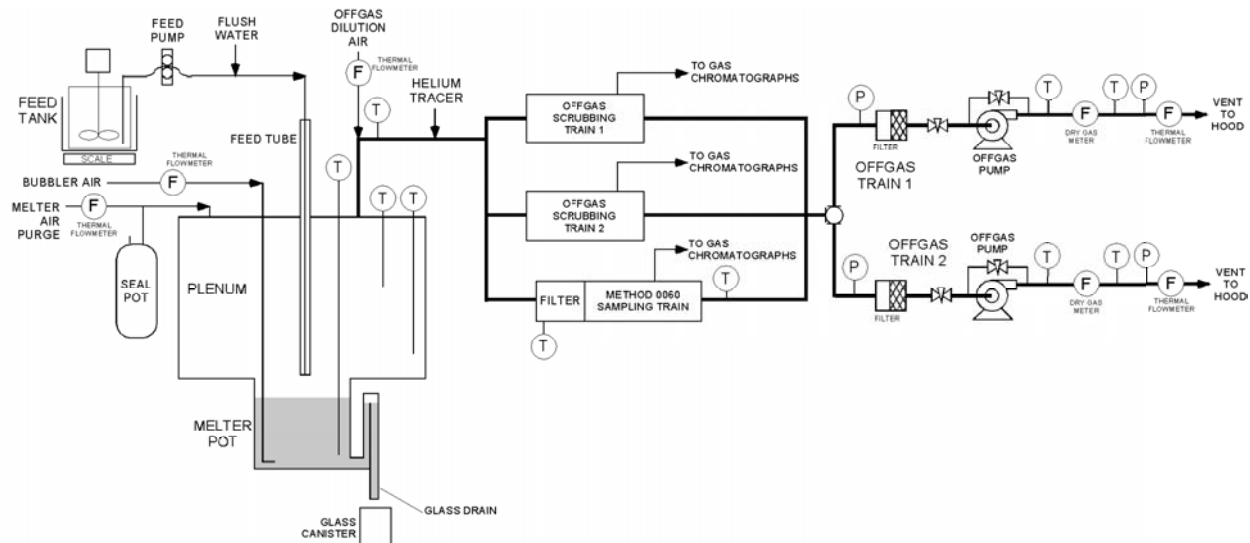 FEED
PUMP
FLUSH
WATER
OFFGAS
DILUTION
AIR
F
THERMAL
FLOWMETER
T
HELIUM
TRACER
FEED
TANK
SCALE
FEED TUBE
THERMAL
FLOWMETER
BUBBLER AIR
F
MELTER
AIR
PURGE
F
THERMAL
FLOWMETER
SEAL
POT
PLENUM
T
T
T
MELTER
POT
GLASS DRAIN
GLASS
CANISTER
TO GAS
CHROMATOGRAPHS
OFFGAS
SCRUBBING
TRAIN 1
TO GAS
CHROMATOGRAPHS
OFFGAS
SCRUBBING
TRAIN 2
TO GAS
CHROMATOGRAPHS
T
FILTER
METHOD 0060
SAMPLING TRAIN
T
P
FILTER
OFFGAS
TRAIN 1
OFFGAS
PUMP
T
F
DRY GAS
METER
T
P
F
THERMAL
FLOWMETER
VENT
TO
HOOD
OFFGAS
TRAIN 2
P
FILTER
OFFGAS
PUMP
T
F
DRY GAS
METER
T
P
F
THERMAL
FLOWMETER
VENT
TO
HOOD